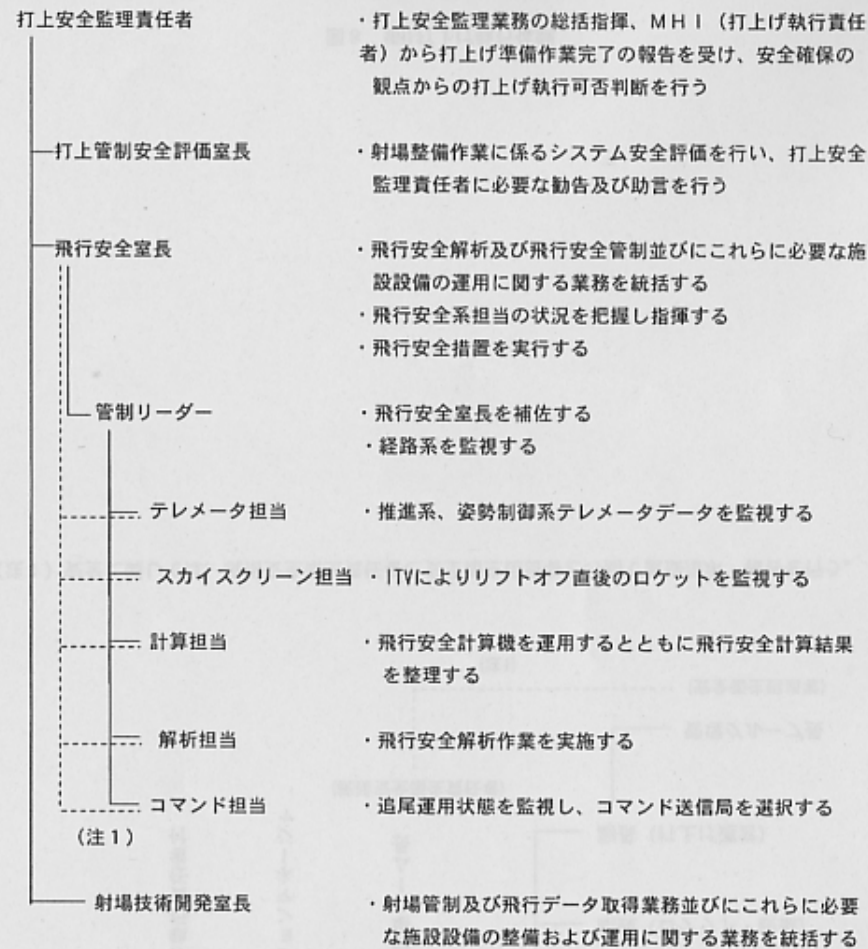 打上安全監理責任者 ・打上安全監理業務の総括指揮、MHI（打上げ執行責任
者）から打上げ準備作業完了の報告を受け、安全確保の
観点からの打上げ執行可否判断を行う
打上管制安全評価室長 ・射場整備作業に係るシステム安全評価を行い、打上安全
監理責任者に必要な勧告及び助言を行う
飛行安全室長 ・飛行安全解析及び飛行安全管制並びにこれらに必要な施
設設備の運用に関する業務を統括する
・飛行安全系担当の状況を把握し指揮する
・飛行安全措置を実行する
管制リーダー ・飛行安全室長を補佐する
・経路系を監視する
テレメータ担当 ・推進系、姿勢制御系テレメータデータを監視する
スカイスクリーン担当 ・ITVによりリフトオフ直後のロケットを監視する
計算担当 ・飛行安全計算機を運用するとともに飛行安全計算結果
を整理する
解析担当 ・飛行安全解析作業を実施する
コマンド担当 ・追尾運用状態を監視し、コマンド送信局を選択する
（注１）
射場技術開発室長 ・射場管制及び飛行データ取得業務並びにこれらに必要
な施設設備の整備および運用に関する業務を統括する